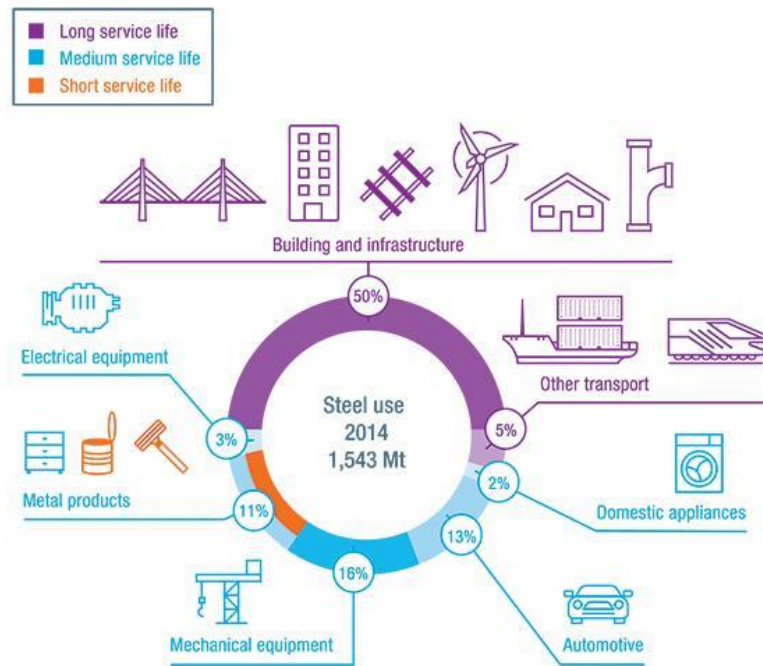 Long service life
Medium service life
Short service life
Building and infrastructure
50%
Electrical equipment
Other transport
Steel use
2014
1,543 Mt
3%
5%
Metal products
2%
Domestic appliances
11%
13%
16%
Mechanical equipment
Automotive